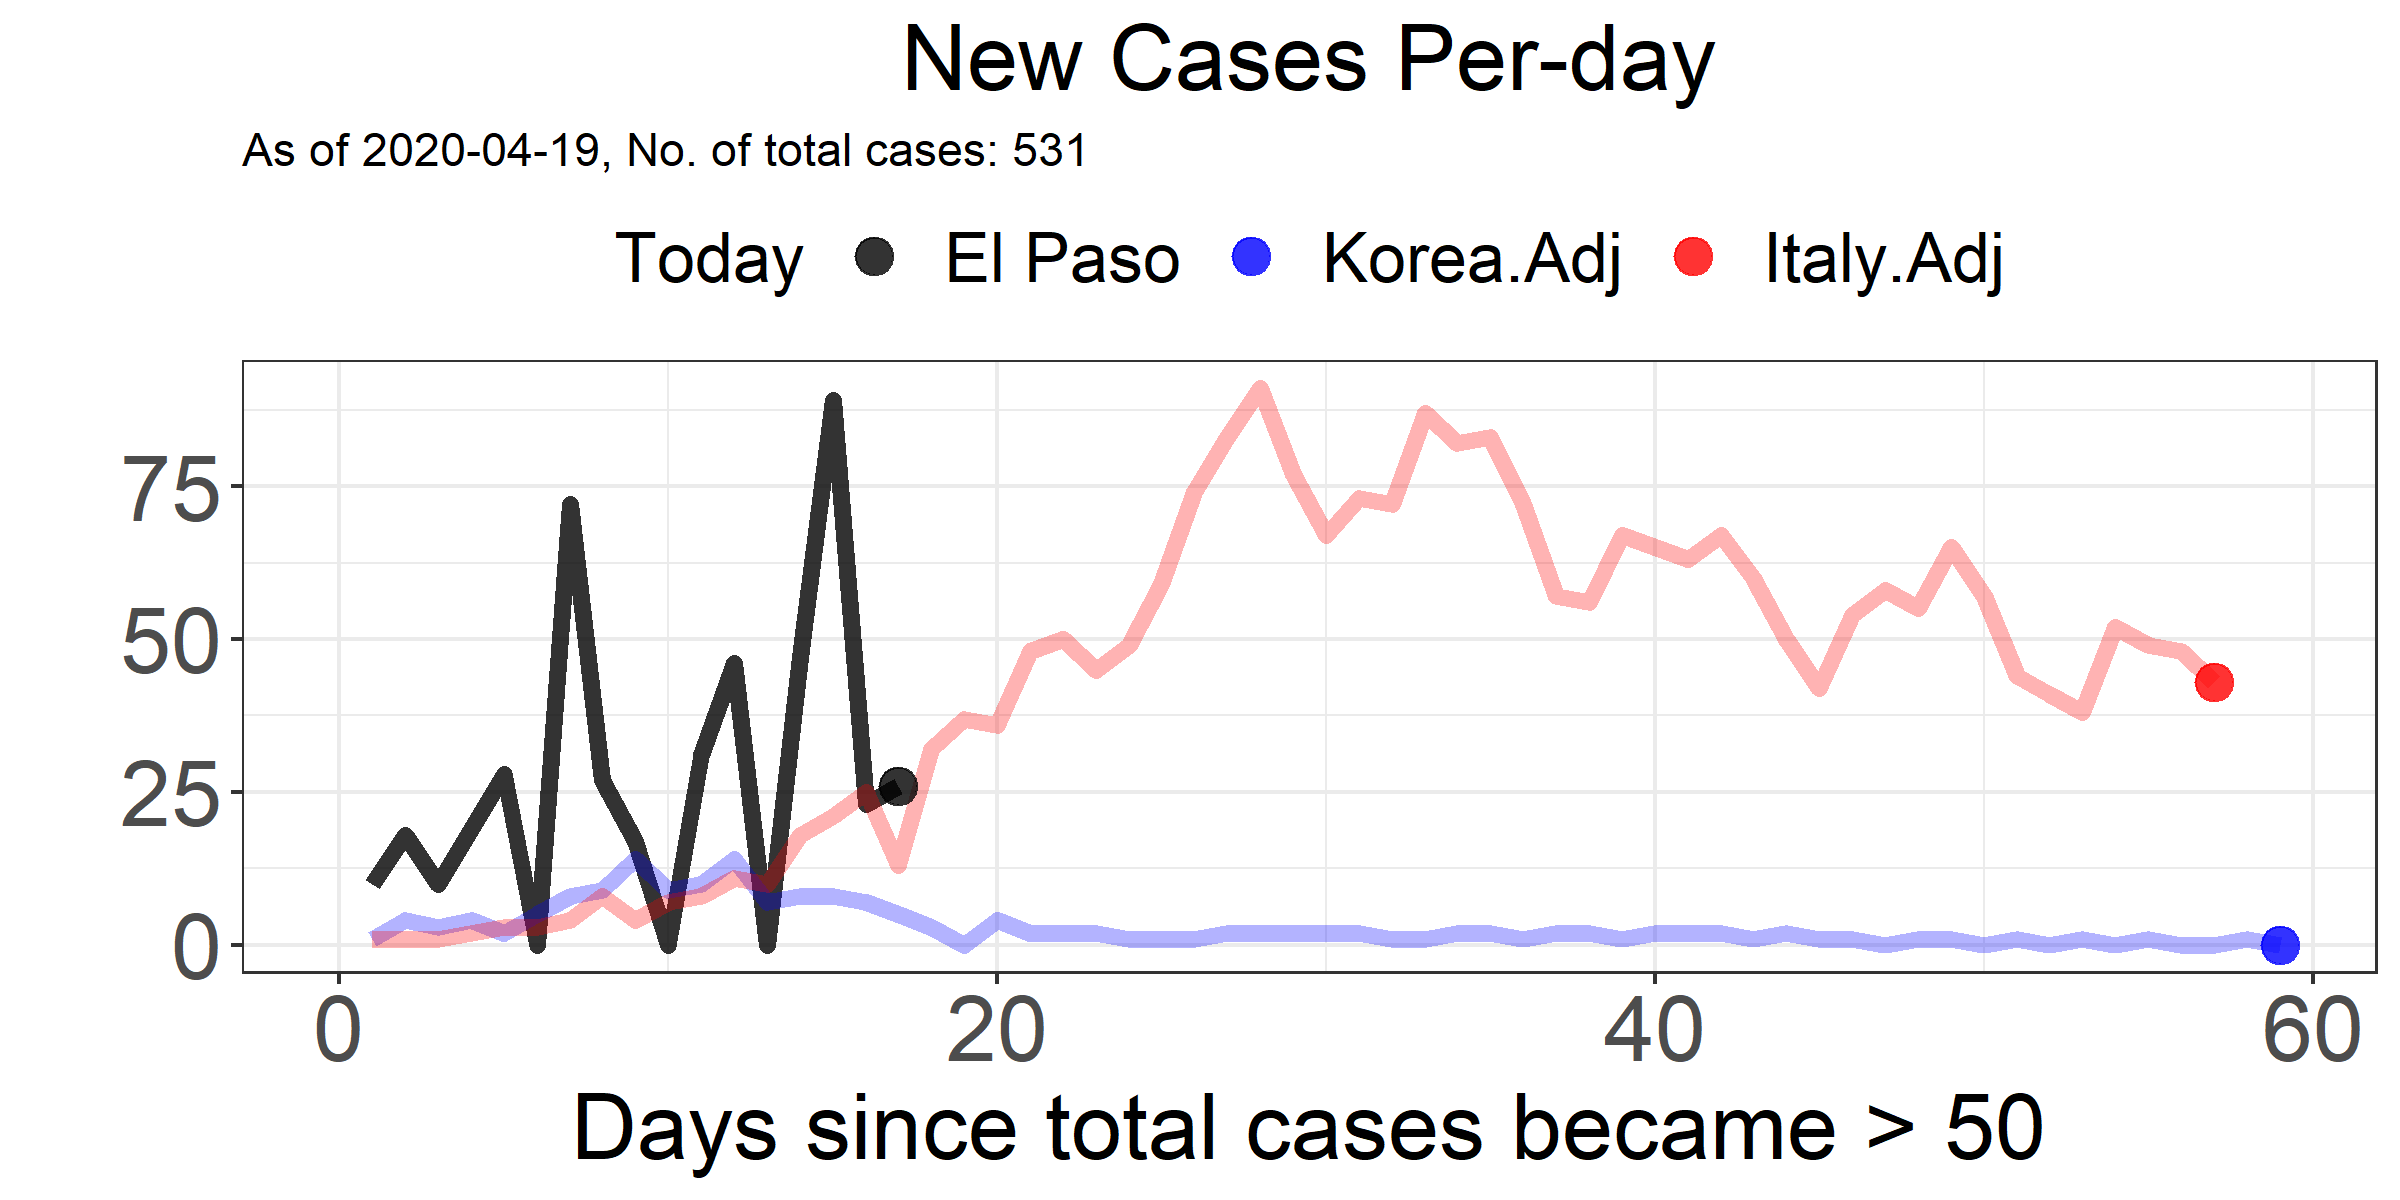 New Cases Per-day
As of 2020-04-19, No. of total cases: 531
Today El Paso Korea.Adj Italy.Adj
75
50
25
0
0 20 40 60
Days since total cases became > 50